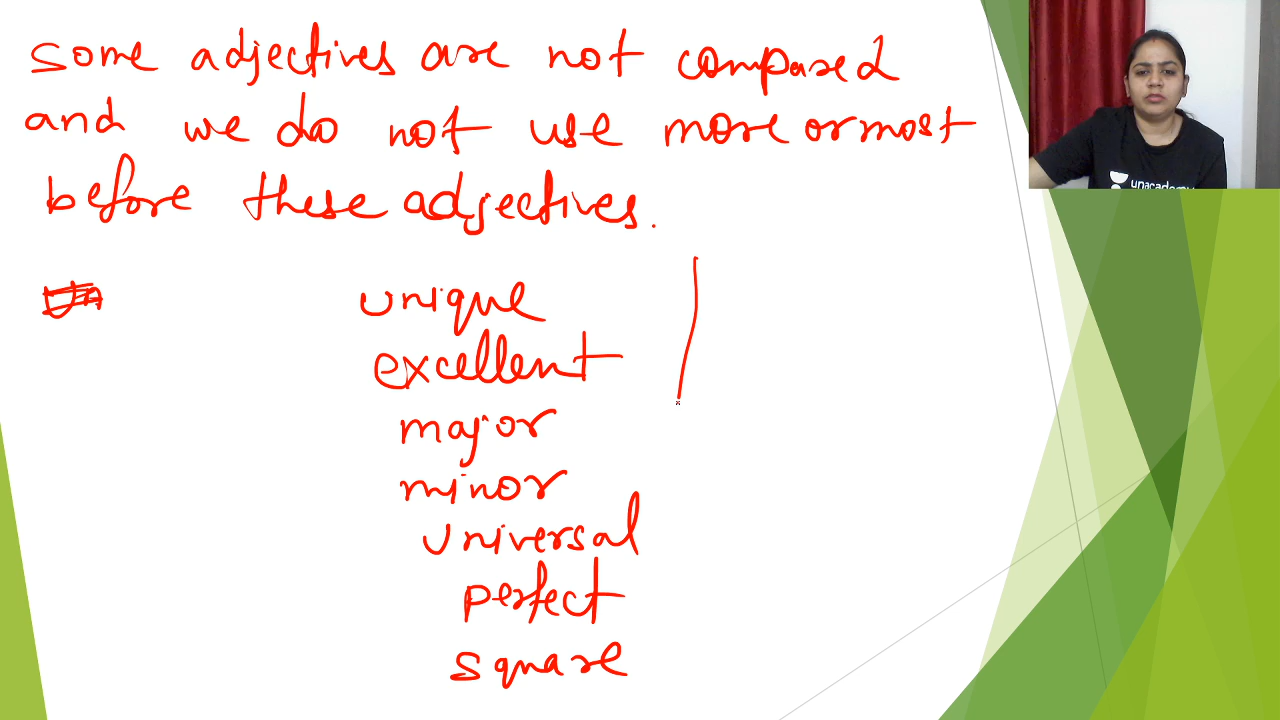 some adjectives are not compared
and we do not use more or most
before these adjectives.
unique
excellent
major
minor
universal
perfect
square
unacademy